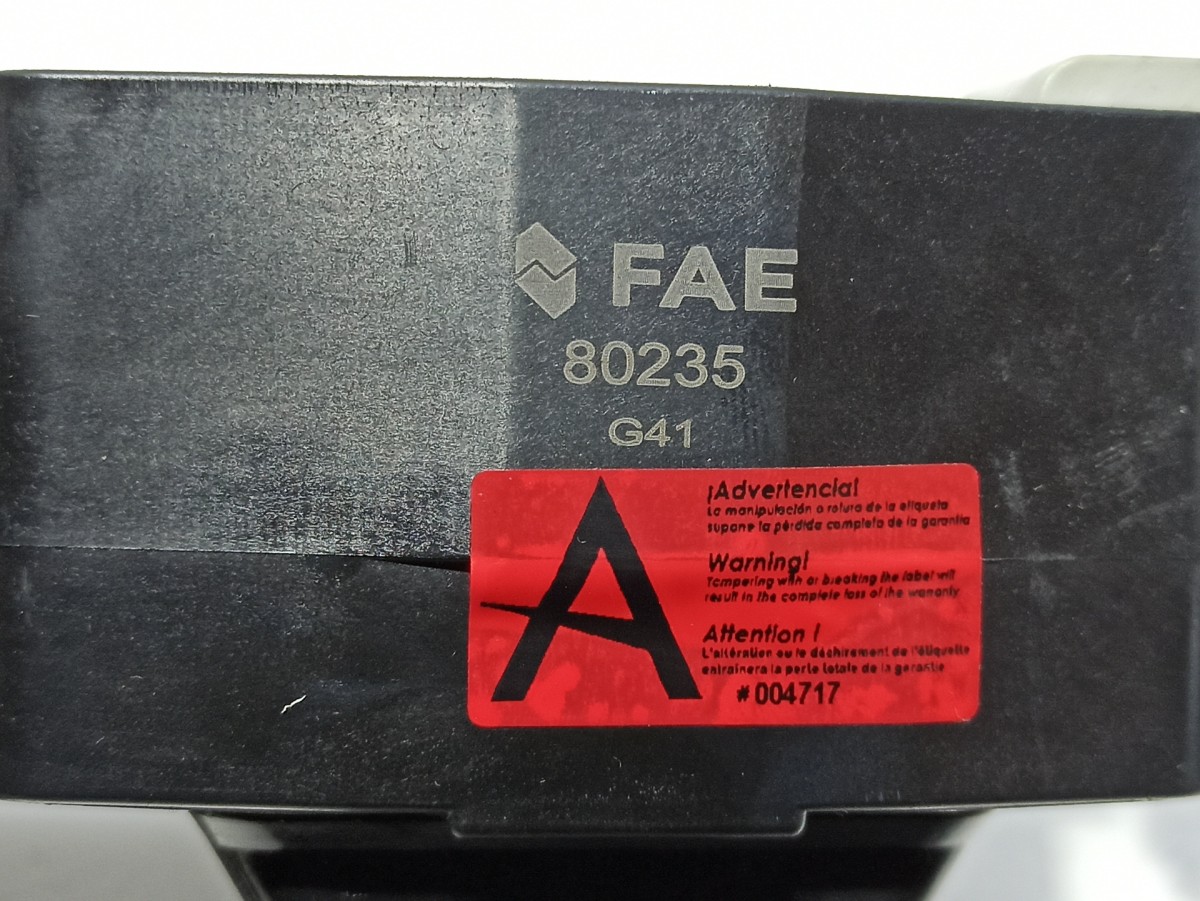 FAE
80235
G41
¡Advertencia!
La manipulación o rotura de la etiqueta
supone la pérdida completa de la garantía
Warning!
Tampering with or breaking the label will
result in the complete loss of the warranty
Attention !
L'altération ou le déchirement de l'étiquette
entrainera la perte totale de la garantie
#004717